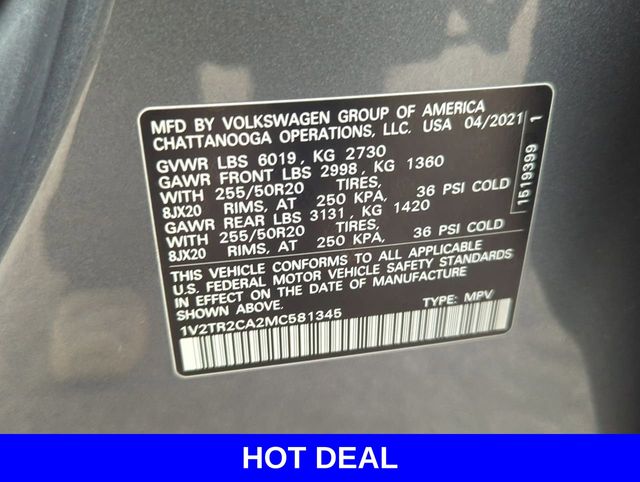 MFD BY VOLKSWAGEN GROUP OF AMERICA
CHATTANOOGA OPERATIONS, LLC. USA 04/2021
GVWR LBS 6019, KG 2730
GAWR FRONT LBS 2998, KG 1360
WITH 255/50R20 TIRES,
8JX20 RIMS, AT 250 KPA, 36 PSI COLD
GAWR REAR LBS 3131, KG 1420
WITH 255/50R20 TIRES,
8JX20 RIMS, AT 250 KPA, 36 PSI COLD
THIS VEHICLE CONFORMS TO ALL APPLICABLE
U.S. FEDERAL MOTOR VEHICLE SAFETY STANDARDS
IN EFFECT ON THE DATE OF MANUFACTURE
SHOWN ABOVE.
1V2TR2CA2MC581345 TYPE: MPV
1519399 1
HOT DEAL